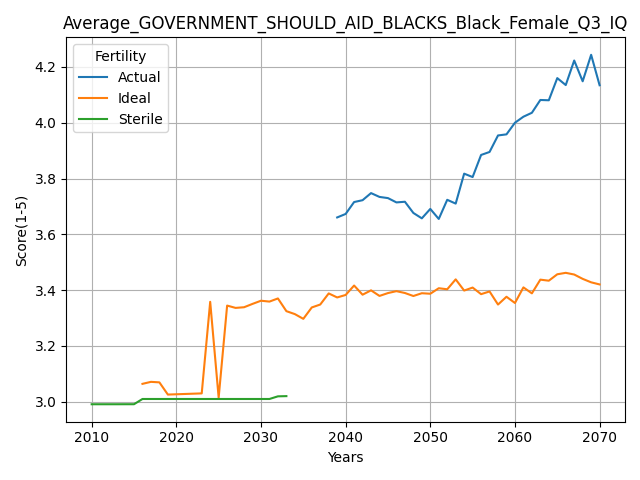 Average_GOVERNMENT_SHOULD_AID_BLACKS_Black_Female_Q3_IQ
Fertility
Actual
Ideal
Sterile
Score(1-5)
4.2
4.0
3.8
3.6
3.4
3.2
3.0
2010 2020 2030 2040 2050 2060 2070
Years